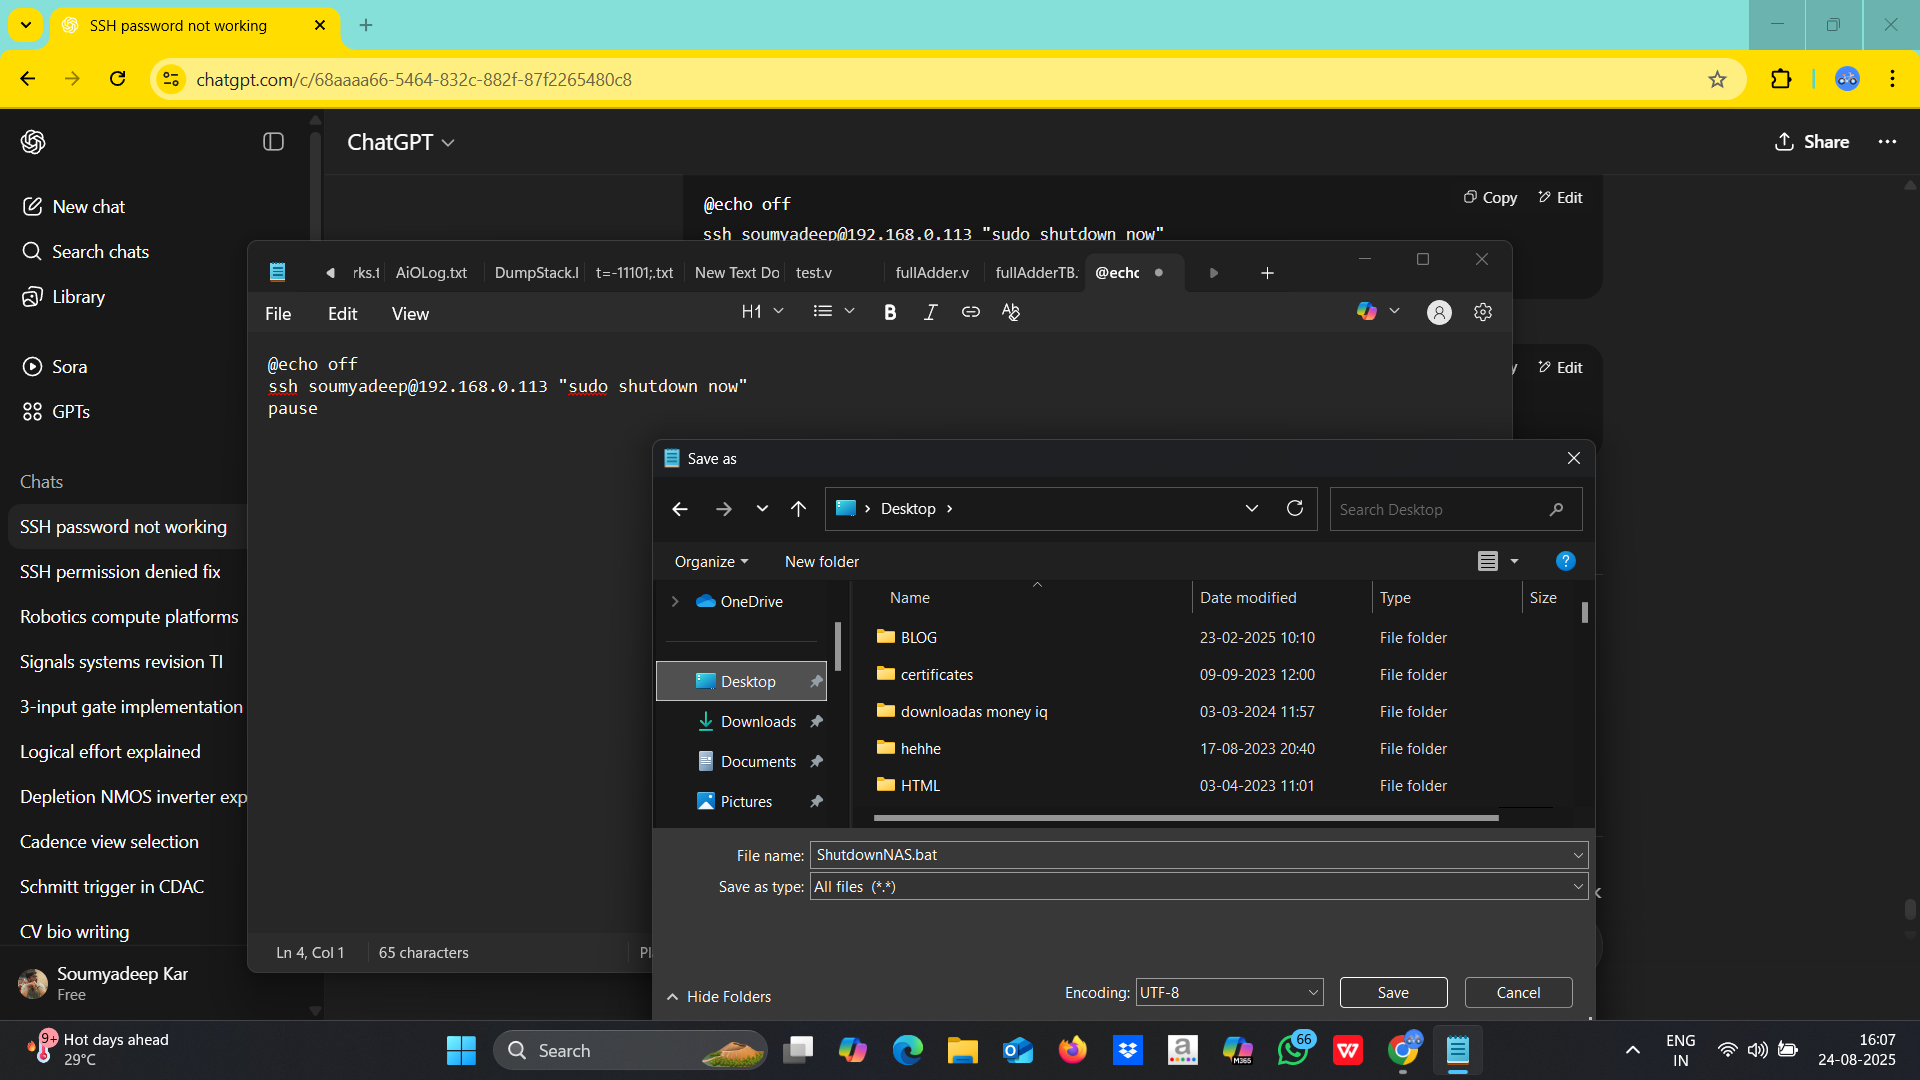 SSH password not working
chatgpt.com/c/68aaaa66-5464-832c-882f-87f2265480c8
ChatGPT
Share
New chat
Search chats
Library
Sora
GPTs
Chats
SSH password not working
SSH permission denied fix
Robotics compute platforms
Signals systems revision TI
3-input gate implementation
Logical effort explained
Depletion NMOS inverter exp
Cadence view selection
Schmitt trigger in CDAC
CV bio writing
Soumyadeep Kar
Free
@echo off
Copy
Edit
ssh soumyadeep@192.168.0.113 "sudo shutdown now"
Edit
rks.t
AiOLog.txt
DumpStack.l
t=-11101;.txt
New Text Do
test.v
fullAdder.v
fullAdderTB.
@echo
File
Edit
View
H1
@echo off
ssh soumyadeep@192.168.0.113 "sudo shutdown now"
pause
Ln 4, Col 1
65 characters
Pl
Save as
Desktop
Search Desktop
Organize
New folder
OneDrive
Desktop
Downloads
Documents
Pictures
Name
Date modified
Type
Size
BLOG
23-02-2025 10:10
File folder
certificates
09-09-2023 12:00
File folder
downloadas money iq
03-03-2024 11:57
File folder
hehhe
17-08-2023 20:40
File folder
HTML
03-04-2023 11:01
File folder
File name:
ShutdownNAS.bat
Save as type:
All files (*.*)
Hide Folders
Encoding:
UTF-8
Save
Cancel
9+
Hot days ahead
29°C
Search
M365
66
ENG
IN
16:07
24-08-2025